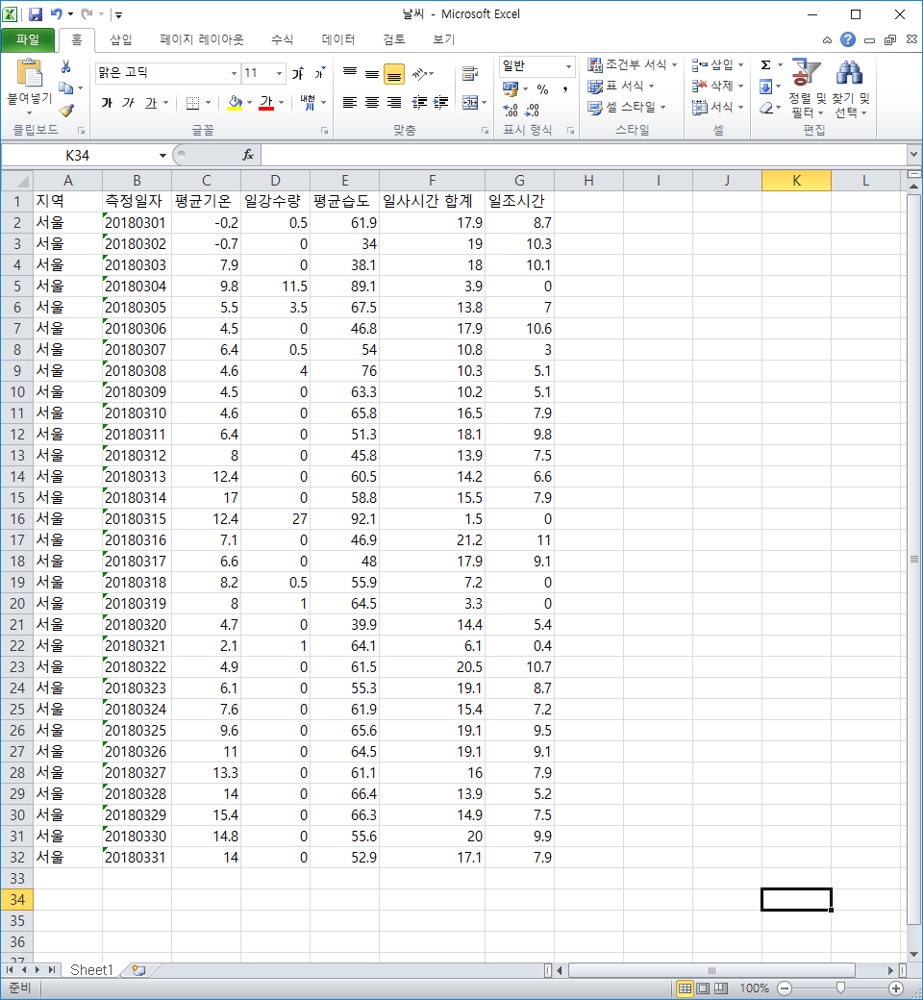 날씨 - Microsoft Excel
파일 홈 삽입 페이지 레이아웃 수식 데이터 검토 보기
맑은 고딕 11 가 가 일반 조건부 서식 삽입 Σ
붙여넣기 % , 표 서식 삭제 정렬 및 필터 찾기 및 선택
가 가 가 가 내천 셀 스타일 서식
클립보드 글꼴 맞춤 표시 형식 스타일 셀 편집
K34 fx
A B C D E F G H I J K L
1 지역 측정일자 평균기온 일강수량 평균습도 일사시간 합계 일조시간
2 서울 20180301 -0.2 0.5 61.9 17.9 8.7
3 서울 20180302 -0.7 0 34 19 10.3
4 서울 20180303 7.9 0 38.1 18 10.1
5 서울 20180304 9.8 11.5 89.1 3.9 0
6 서울 20180305 5.5 3.5 67.5 13.8 7
7 서울 20180306 4.5 0 46.8 17.9 10.6
8 서울 20180307 6.4 0.5 54 10.8 3
9 서울 20180308 4.6 4 76 10.3 5.1
10 서울 20180309 4.5 0 63.3 10.2 5.1
11 서울 20180310 4.6 0 65.8 16.5 7.9
12 서울 20180311 6.4 0 51.3 18.1 9.8
13 서울 20180312 8 0 45.8 13.9 7.5
14 서울 20180313 12.4 0 60.5 14.2 6.6
15 서울 20180314 17 0 58.8 15.5 7.9
16 서울 20180315 12.4 27 92.1 1.5 0
17 서울 20180316 7.1 0 46.9 21.2 11
18 서울 20180317 6.6 0 48 17.9 9.1
19 서울 20180318 8.2 0.5 55.9 7.2 0
20 서울 20180319 8 1 64.5 3.3 0
21 서울 20180320 4.7 0 39.9 14.4 5.4
22 서울 20180321 2.1 1 64.1 6.1 0.4
23 서울 20180322 4.9 0 61.5 20.5 10.7
24 서울 20180323 6.1 0 55.3 19.1 8.7
25 서울 20180324 7.6 0 61.9 15.4 7.2
26 서울 20180325 9.6 0 65.6 19.1 9.5
27 서울 20180326 11 0 64.5 19.1 9.1
28 서울 20180327 13.3 0 61.1 16 7.9
29 서울 20180328 14 0 66.4 13.9 5.2
30 서울 20180329 15.4 0 66.3 14.9 7.5
31 서울 20180330 14.8 0 55.6 20 9.9
32 서울 20180331 14 0 52.9 17.1 7.9
33
34
35
36
37
Sheet1
준비 100%